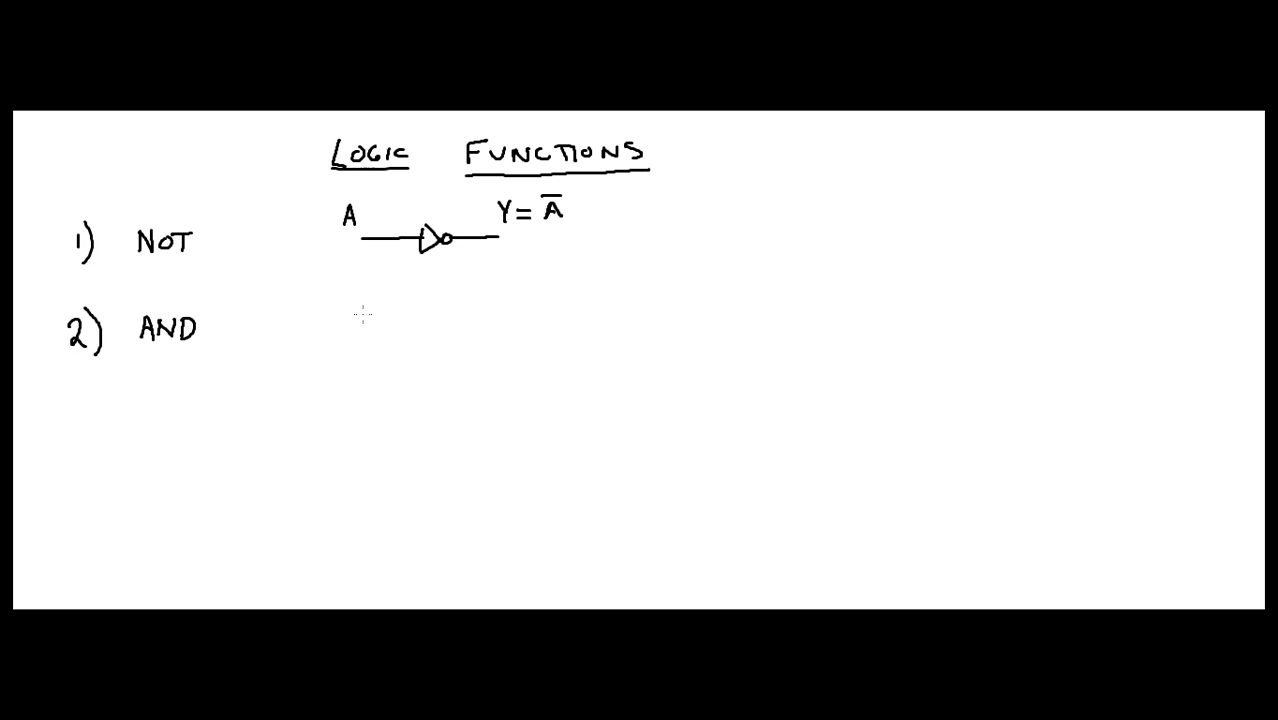 LOGIC FUNCTIONS
A Y = A̅
1) NOT
2) AND